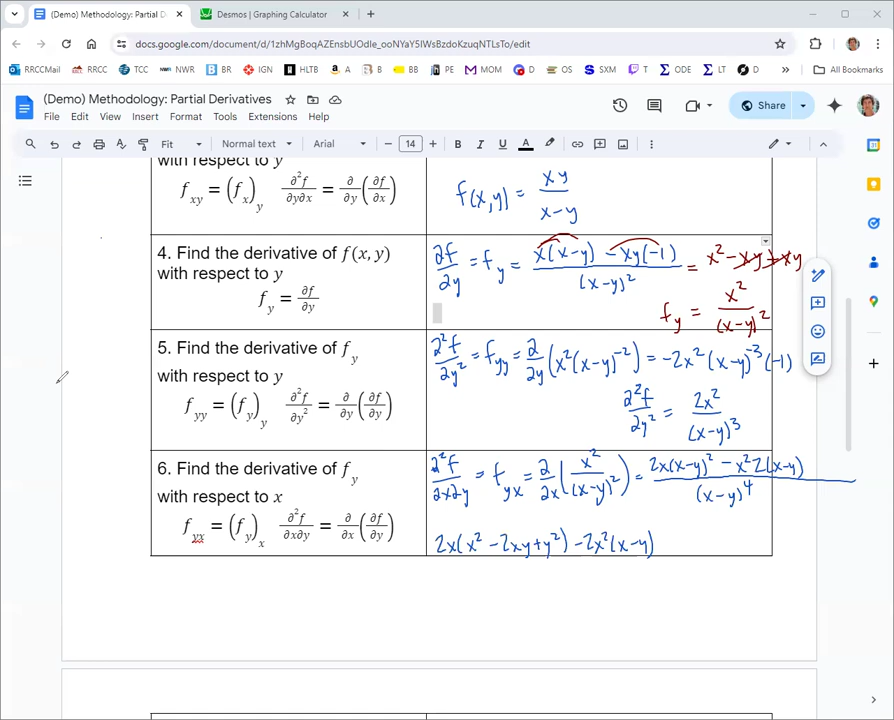 (Demo) Methodology: Partial D
Desmos | Graphing Calculator
docs.google.com/document/d/1zhMgBoqAZEnsbUOdle_ooNYaY5IWsBzdoKzuqNTLsTo/edit
RRCCMail RRCC TCC NWR BR IGN HLTB A B BB PE MOM D OS SXM T ODE LT D All Bookmarks
(Demo) Methodology: Partial Derivatives
Share
File Edit View Insert Format Tools Extensions Help
Fit Normal text Arial 14 B I U A
with respect to y
f_xy = (f_x)_y ∂²f/∂y∂x = ∂/∂y(∂f/∂x)
f(x,y) = xy/(x-y)
4. Find the derivative of f(x, y)
with respect to y
f_y = ∂f/∂y
∂f/∂y = f_y = (x(x-y) - xy(-1))/(x-y)² = x² - xy + xy
f_y = x²/(x-y)²
5. Find the derivative of f_y
with respect to y
f_yy = (f_y)_y ∂²f/∂y² = ∂/∂y(∂f/∂y)
∂²f/∂y² = f_yy = ∂/∂y(x²(x-y)⁻²) = -2x²(x-y)⁻³(-1)
∂²f/∂y² = 2x²/(x-y)³
6. Find the derivative of f_y
with respect to x
f_yx = (f_y)_x ∂²f/∂x∂y = ∂/∂x(∂f/∂y)
∂²f/∂x∂y = f_yx = ∂/∂x(x²/(x-y)²) = (2x(x-y)² - x²2(x-y))/(x-y)⁴
2x(x² - 2xy + y²) - 2x²(x-y)